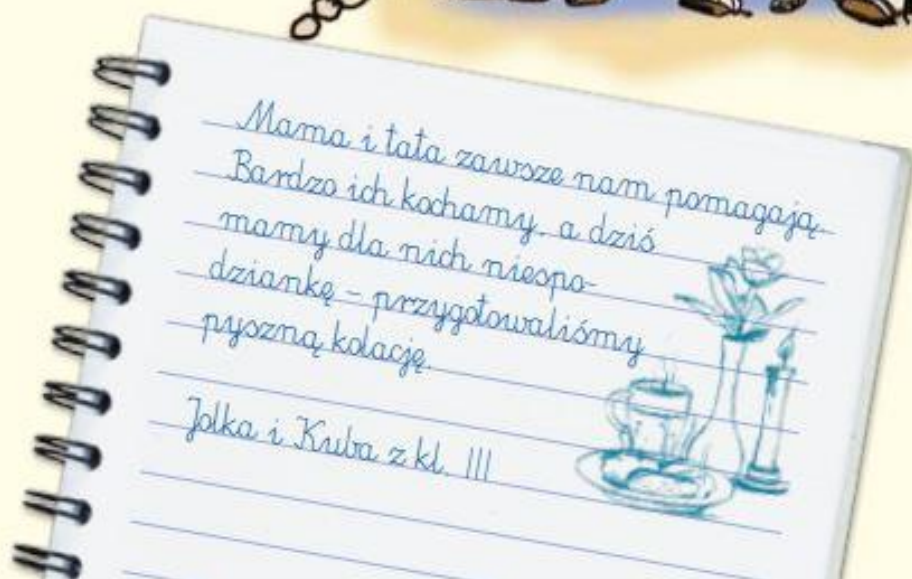 Mama i tata zawsze nam pomagają.
Bardzo ich kochamy, a dziś
mamy dla nich niespo-
dziankę – przygotowaliśmy
pyszną kolację.
Jolka i Kuba z kl. III